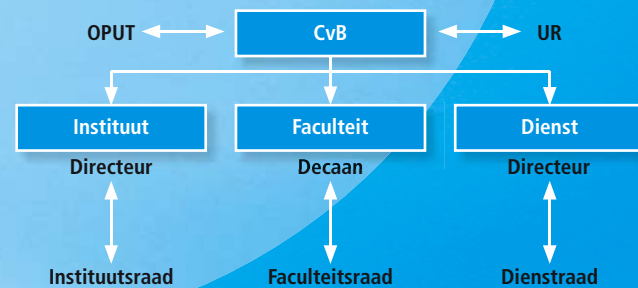 OPUT CvB UR
Instituut Faculteit Dienst
Directeur Decaan Directeur
Instituutsraad Faculteitsraad Dienstraad